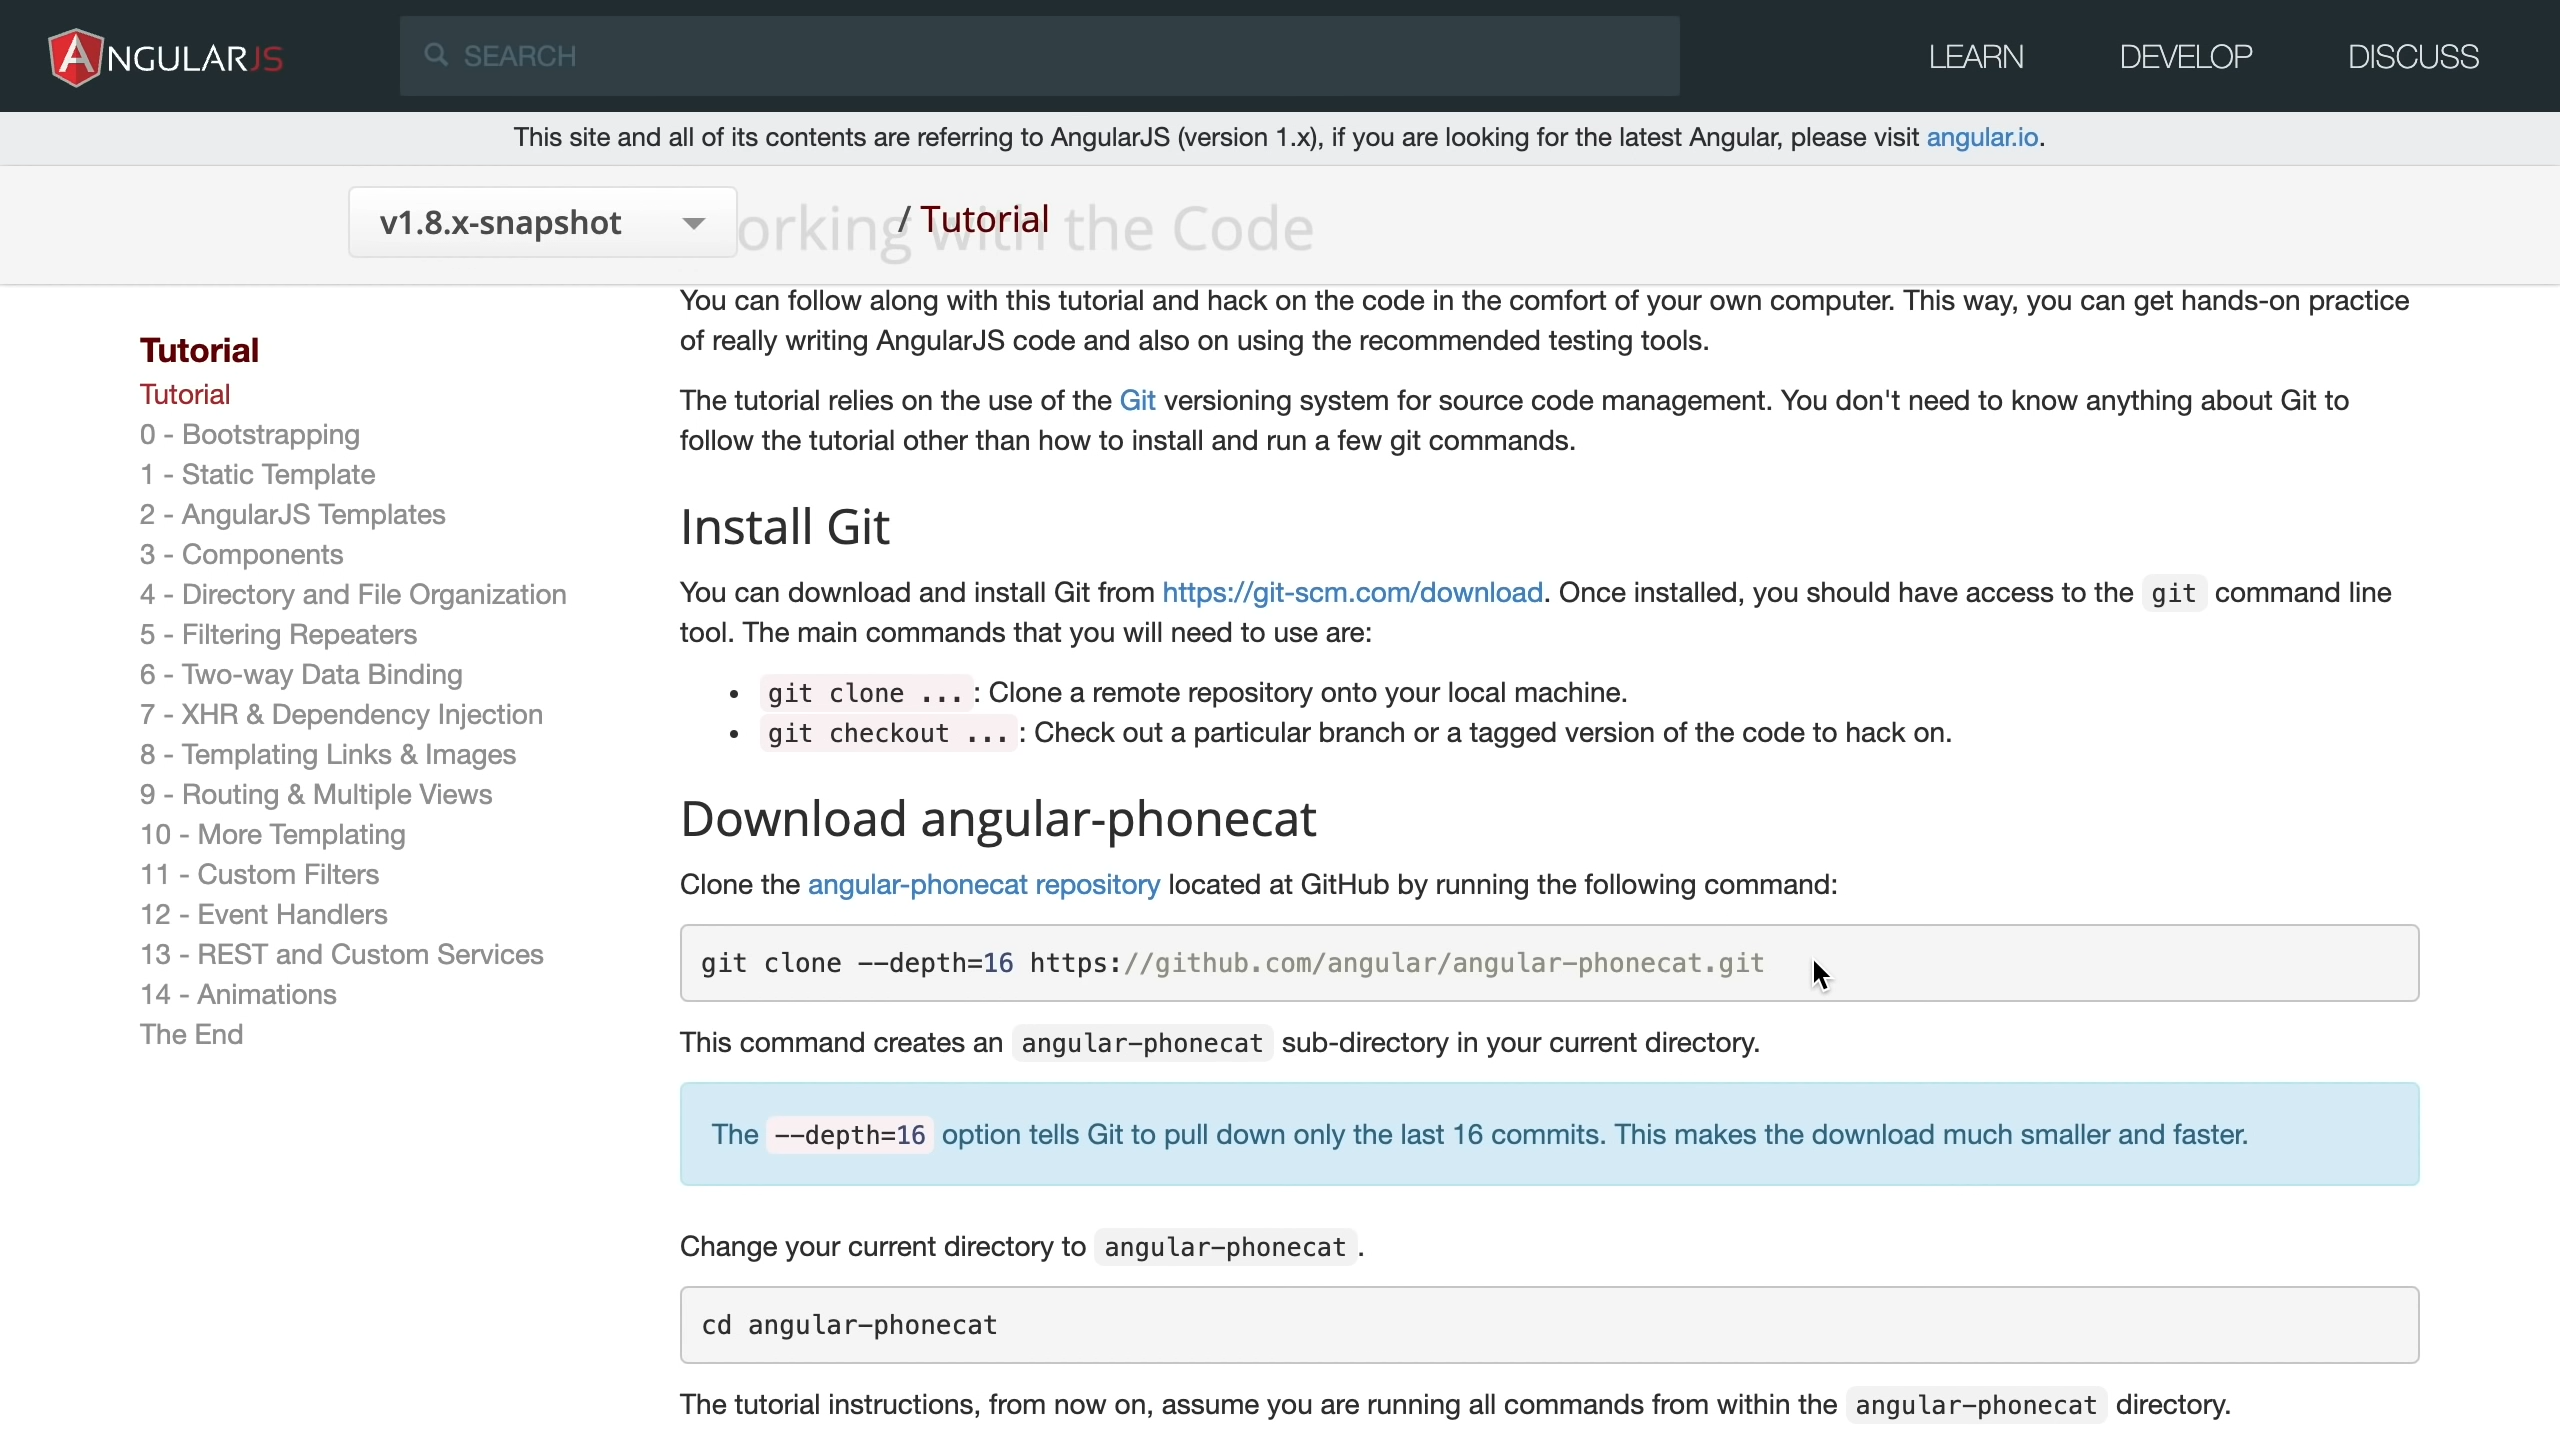 ANGULARJS
SEARCH
LEARN
DEVELOP
DISCUSS
This site and all of its contents are referring to AngularJS (version 1.x), if you are looking for the latest Angular, please visit angular.io.
v1.8.x-snapshot
/ Tutorial
orking with the Code
Tutorial
Tutorial
0 - Bootstrapping
1 - Static Template
2 - AngularJS Templates
3 - Components
4 - Directory and File Organization
5 - Filtering Repeaters
6 - Two-way Data Binding
7 - XHR & Dependency Injection
8 - Templating Links & Images
9 - Routing & Multiple Views
10 - More Templating
11 - Custom Filters
12 - Event Handlers
13 - REST and Custom Services
14 - Animations
The End
You can follow along with this tutorial and hack on the code in the comfort of your own computer. This way, you can get hands-on practice
of really writing AngularJS code and also on using the recommended testing tools.
The tutorial relies on the use of the Git versioning system for source code management. You don't need to know anything about Git to
follow the tutorial other than how to install and run a few git commands.
Install Git
You can download and install Git from https://git-scm.com/download. Once installed, you should have access to the git command line
tool. The main commands that you will need to use are:
• git clone ... : Clone a remote repository onto your local machine.
• git checkout ... : Check out a particular branch or a tagged version of the code to hack on.
Download angular-phonecat
Clone the angular-phonecat repository located at GitHub by running the following command:
git clone --depth=16 https://github.com/angular/angular-phonecat.git
This command creates an angular-phonecat sub-directory in your current directory.
The --depth=16 option tells Git to pull down only the last 16 commits. This makes the download much smaller and faster.
Change your current directory to angular-phonecat .
cd angular-phonecat
The tutorial instructions, from now on, assume you are running all commands from within the angular-phonecat directory.